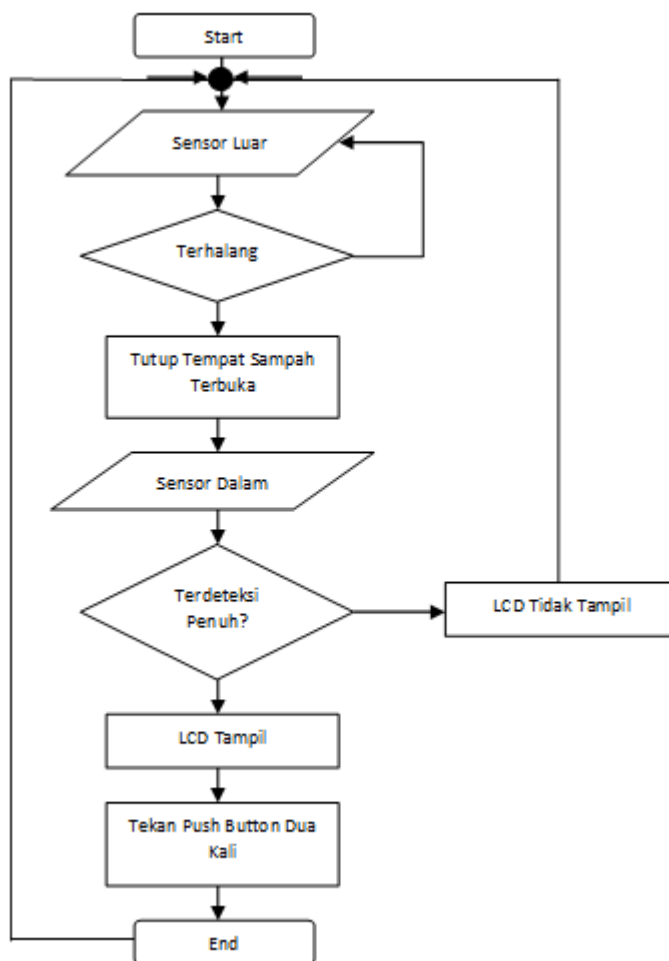 Start
Sensor Luar
Terhalang
Tutup Tempat Sampah
Terbuka
Sensor Dalam
Terdeteksi
Penuh?
LCD Tidak Tampil
LCD Tampil
Tekan Push Button Dua
Kali
End